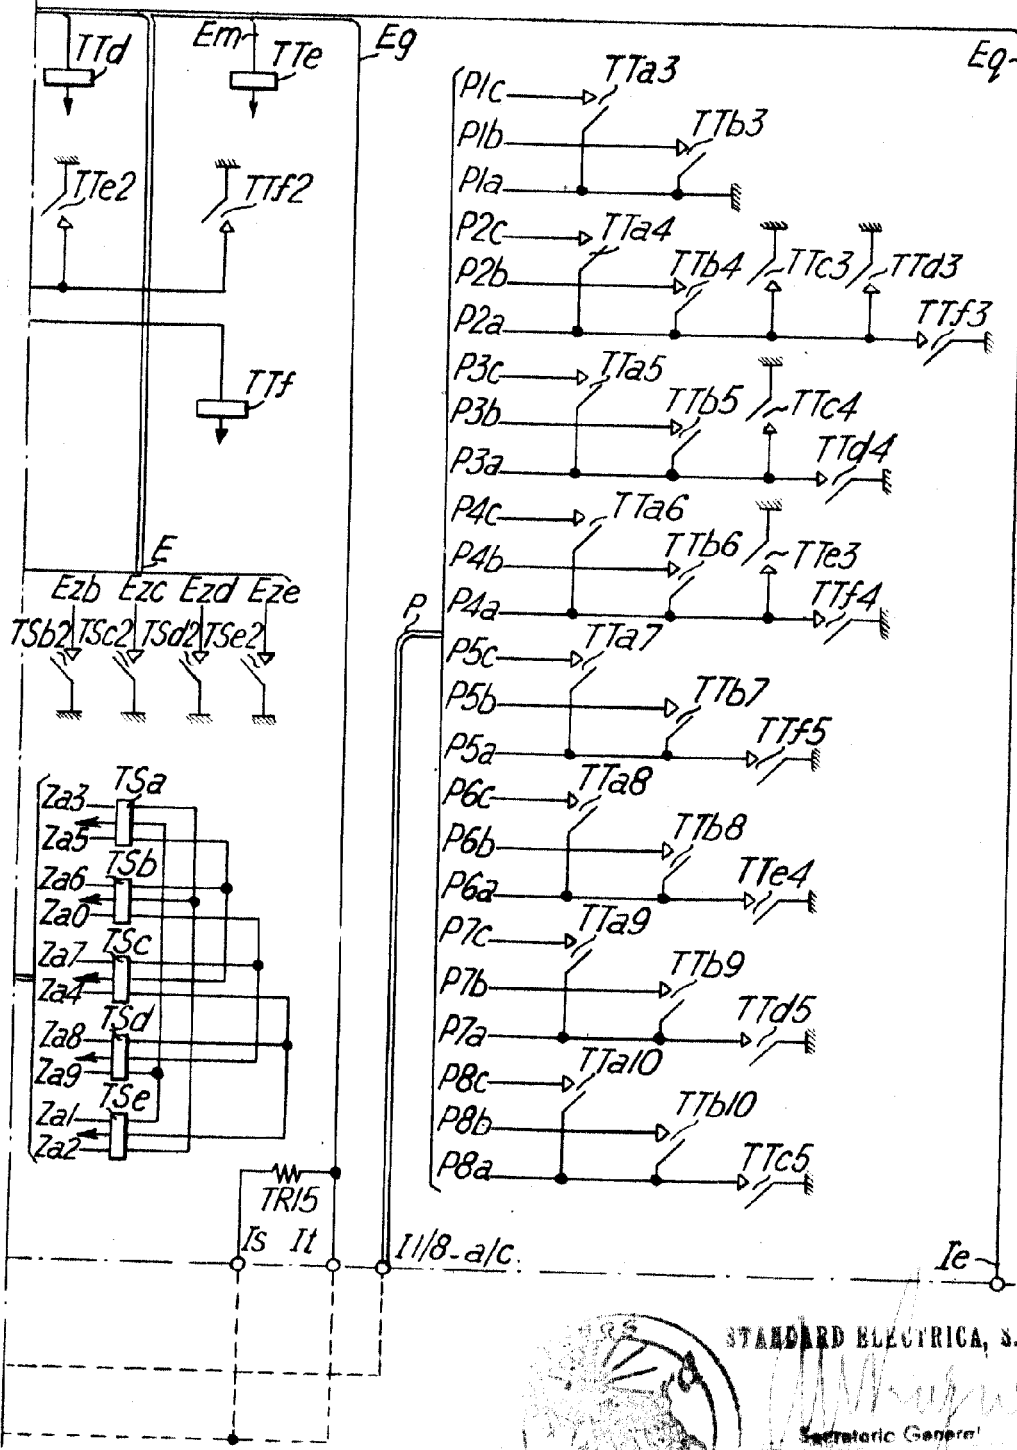 TTd
Em
TTe
Eg
Eq
TTe2
TTf2
TTf
E
Ezb Ezc Ezd Eze
TSb2 TSc2 TSd2 TSe2
TSa
Za3
Za5
TSb
Za6
Za0
TSc
Za7
Za4
TSd
Za8
Za9
TSe
Za1
Za2
TR15
Is It
I1/8-a/c.
P
P1c TTa3
P1b TTb3
P1a
P2c TTa4
P2b TTb4 TTc3 TTd3
P2a TTf3
P3c TTa5
P3b TTb5 TTc4
P3a TTd4
P4c TTa6
P4b TTb6 TTe3
P4a TTf4
P5c TTa7
P5b TTb7
P5a TTf5
P6c TTa8
P6b TTb8
P6a TTe4
P7c TTa9
P7b TTb9
P7a TTd5
P8c TTa10
P8b TTb10
P8a TTc5
Ie
STANDARD ELECTRICA, S.
Secretario General